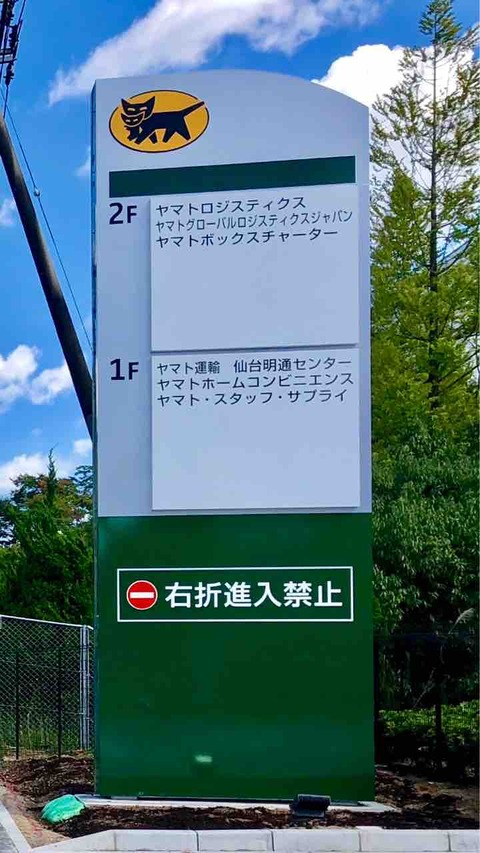 2F
ヤマトロジスティクス
ヤマトグローバルロジスティクスジャパン
ヤマトボックスチャーター
1F
ヤマト運輸　仙台明通センター
ヤマトホームコンビニエンス
ヤマト・スタッフ・サプライ
右折進入禁止